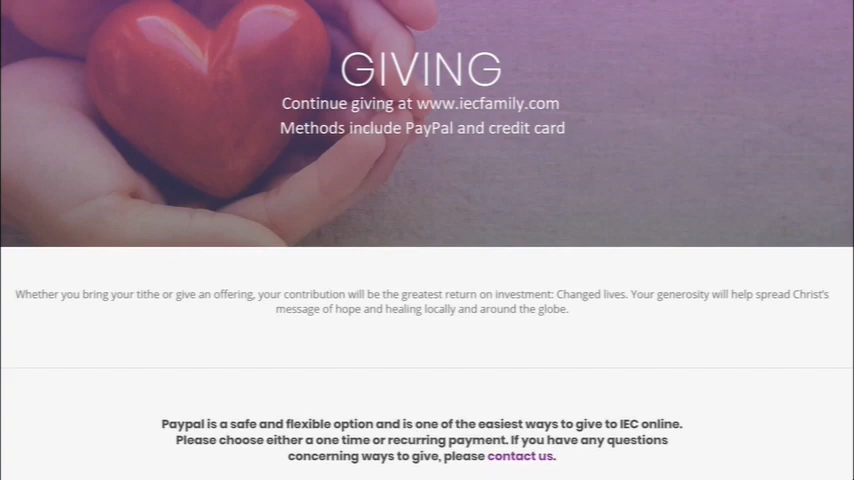 GIVING
Continue giving at www.iecfamily.com
Methods include PayPal and credit card
Whether you bring your tithe or give an offering, your contribution will be the greatest return on investment: Changed lives. Your generosity will help spread Christ's
message of hope and healing locally and around the globe.
Paypal is a safe and flexible option and is one of the easiest ways to give to IEC online.
Please choose either a one time or recurring payment. If you have any questions
concerning ways to give, please contact us.